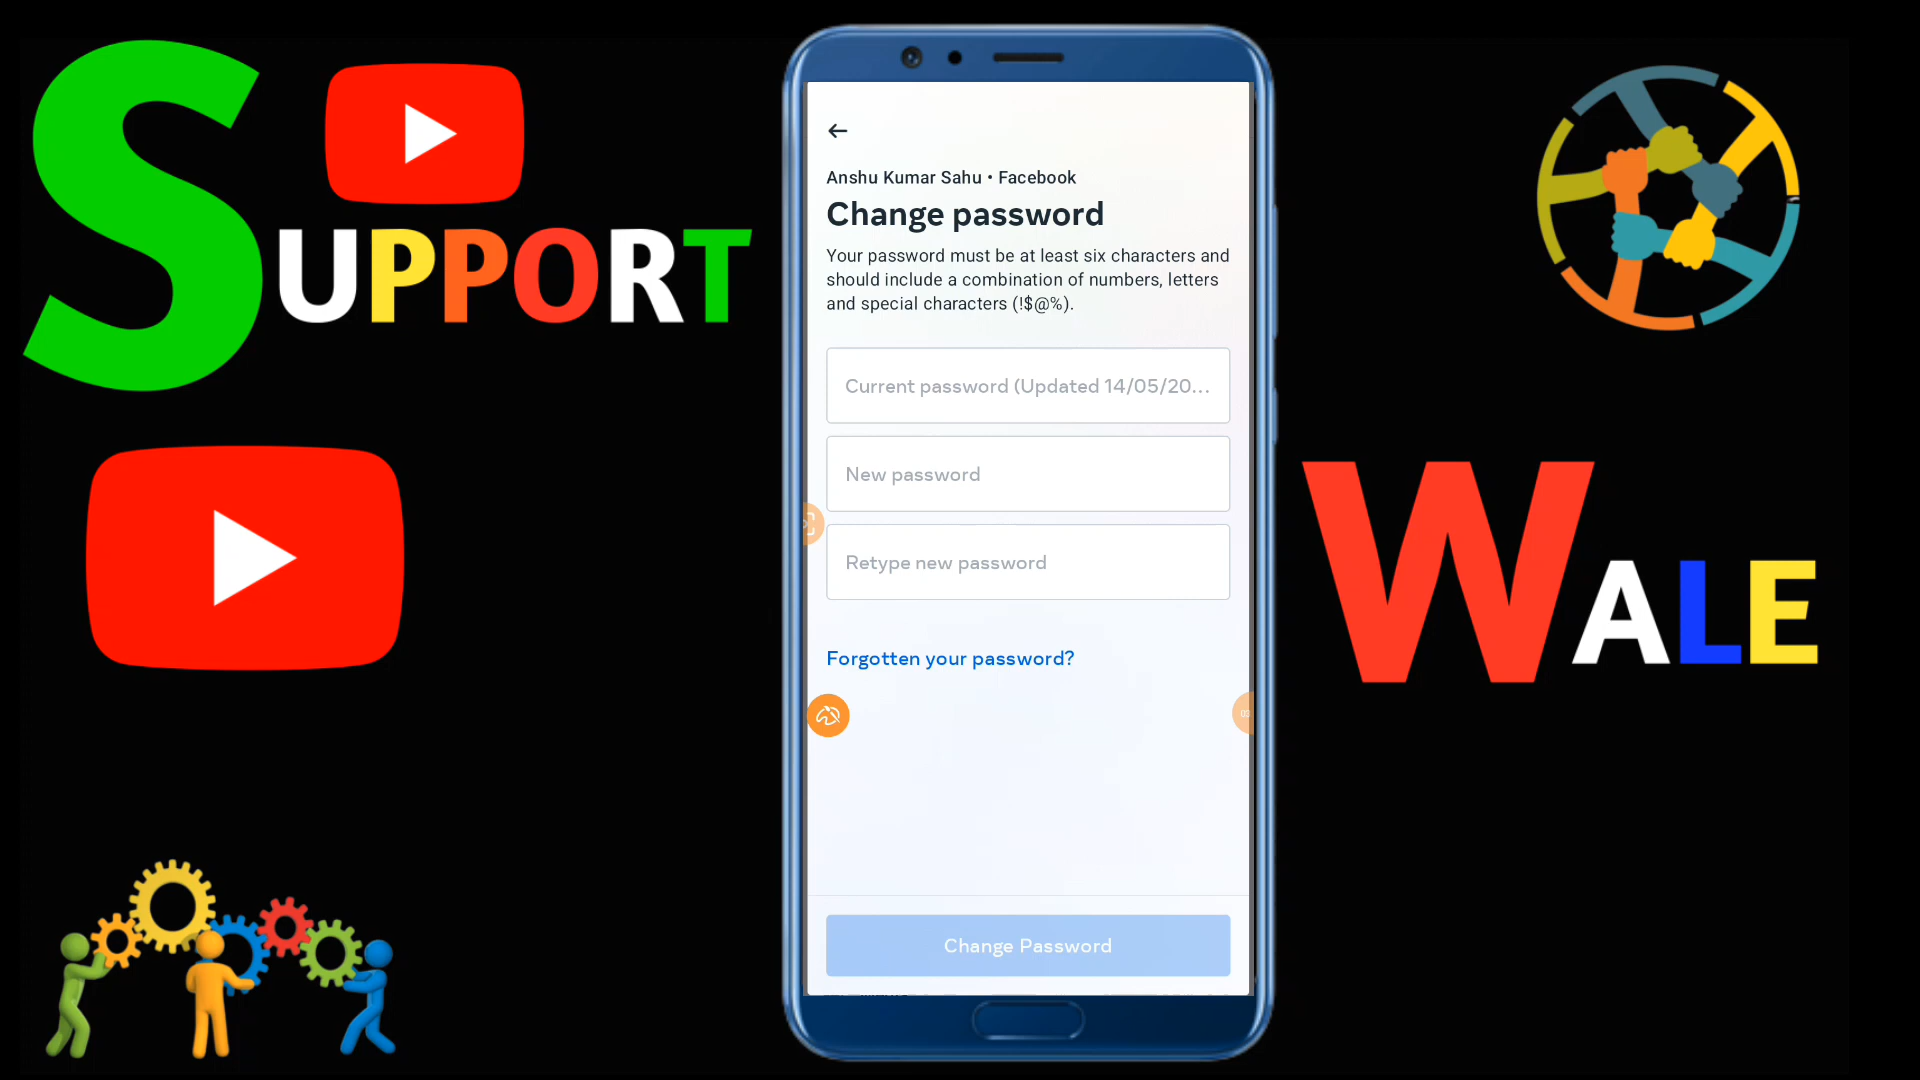 SUPPORT
WALE
Anshu Kumar Sahu • Facebook
Change password
Your password must be at least six characters and
should include a combination of numbers, letters
and special characters (!$@%).
Current password (Updated 14/05/20...
New password
Retype new password
Forgotten your password?
Change Password